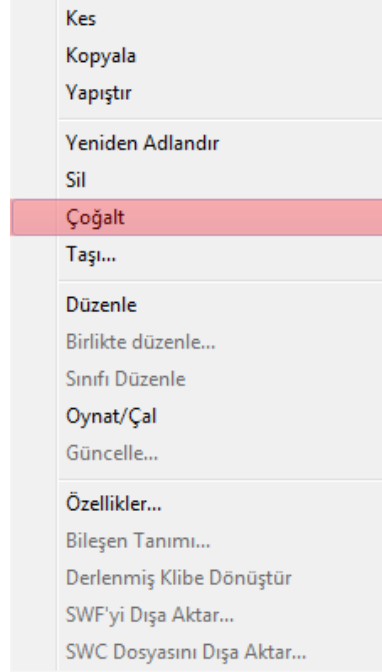 Kes
Kopyala
Yapıştır
Yeniden Adlandır
Sil
Çoğalt
Taşı...
Düzenle
Birlikte düzenle...
Sınıfı Düzenle
Oynat/Çal
Güncelle...
Özellikler...
Bileşen Tanımı...
Derlenmiş Klibe Dönüştür
SWF'yi Dışa Aktar...
SWC Dosyasını Dışa Aktar...